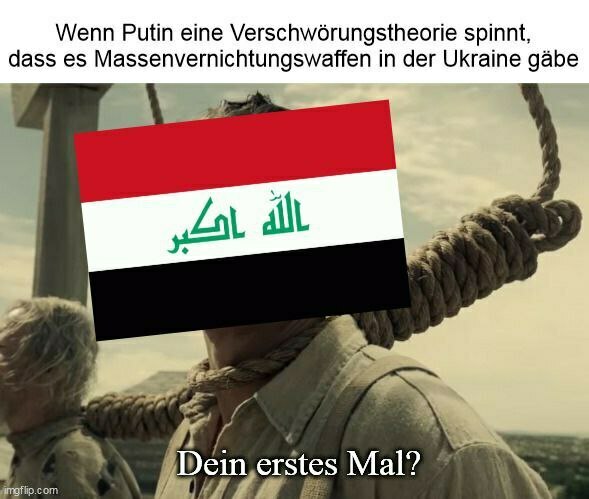 Wenn Putin eine Verschwörungstheorie spinnt,
dass es Massenvernichtungswaffen in der Ukraine gäbe
الله اكبر
Dein erstes Mal?
imgflip.com